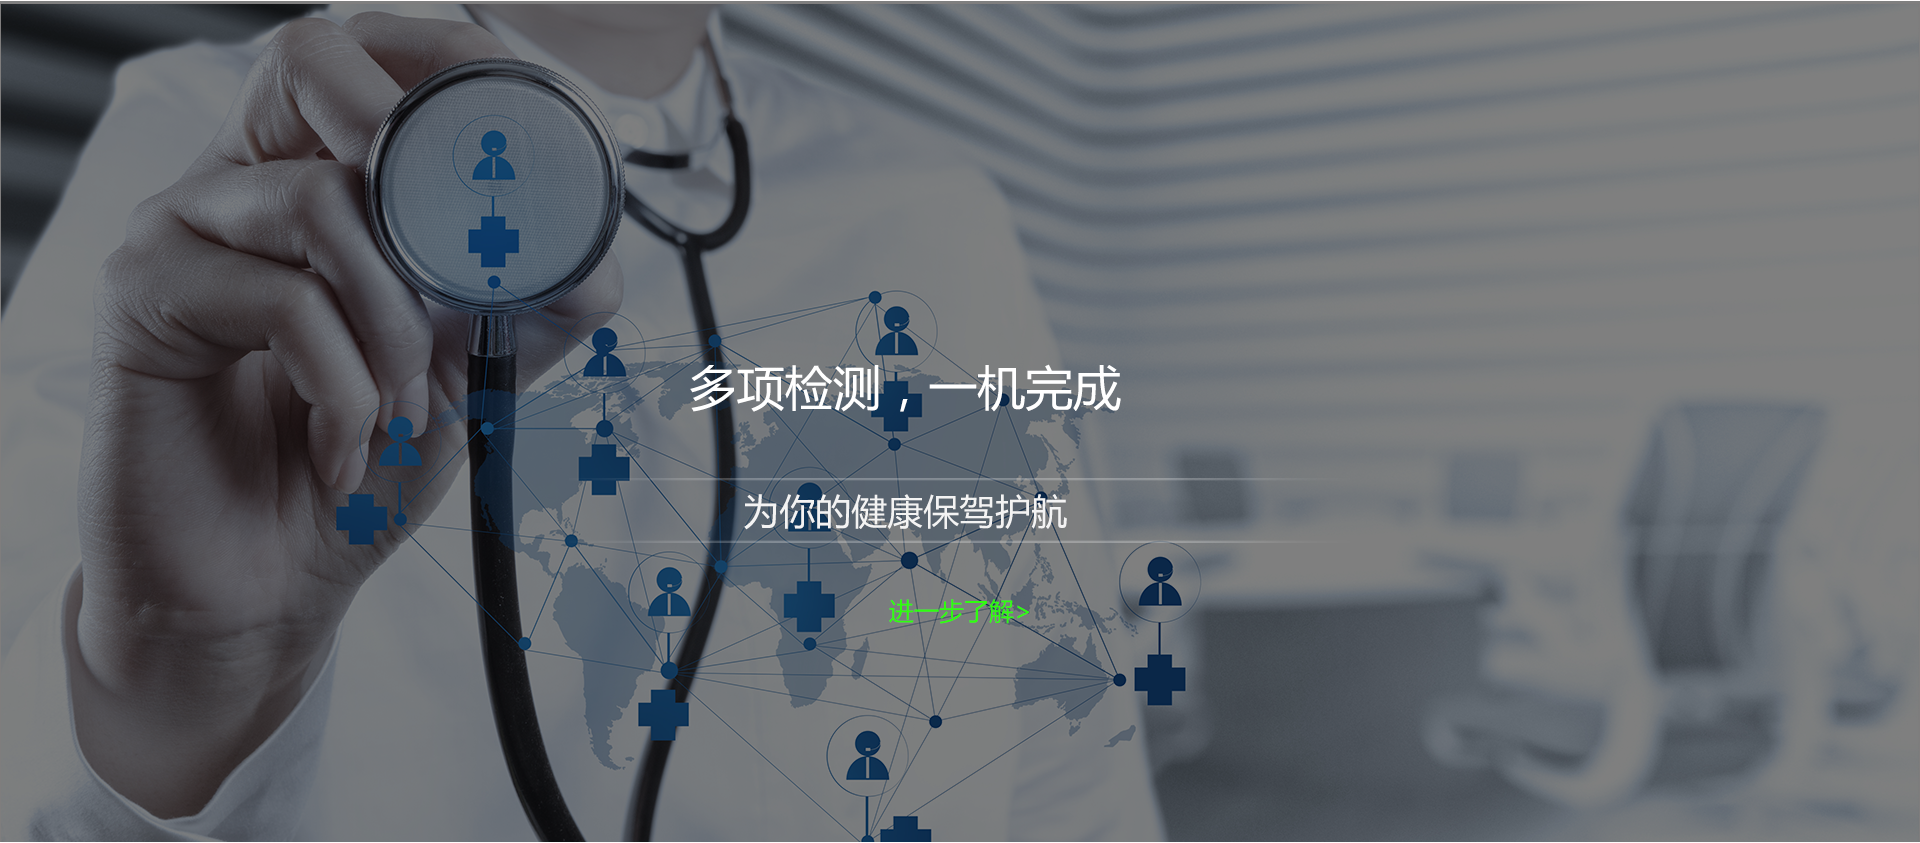 多项检测，一机完成
为你的健康保驾护航
进一步了解>